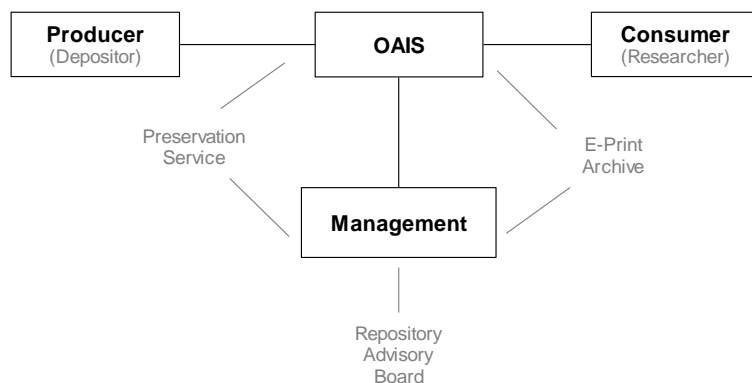 Producer
(Depositor)
OAIS
Consumer
(Researcher)
Preservation
Service
E-Print
Archive
Management
Repository
Advisory
Board